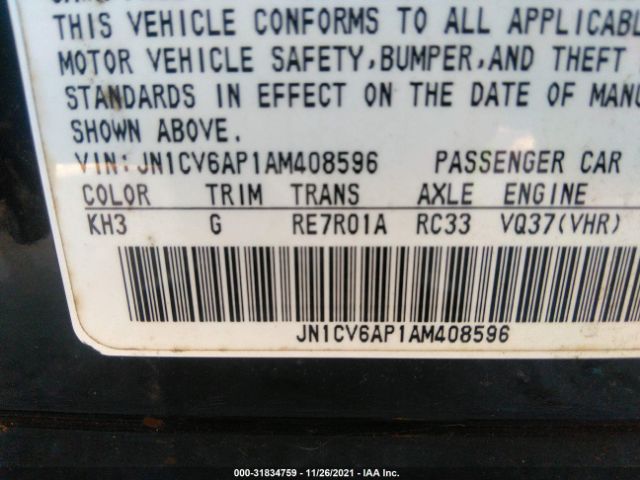 THIS VEHICLE CONFORMS TO ALL APPLICABLE
MOTOR VEHICLE SAFETY, BUMPER, AND THEFT
STANDARDS IN EFFECT ON THE DATE OF MANU
SHOWN ABOVE.
VIN: JN1CV6AP1AM408596 PASSENGER CAR
COLOR TRIM TRANS AXLE ENGINE
KH3 G RE7R01A RC33 VQ37(VHR)
JN1CV6AP1AM408596
000-31834759 - 11/26/2021 - IAA Inc.